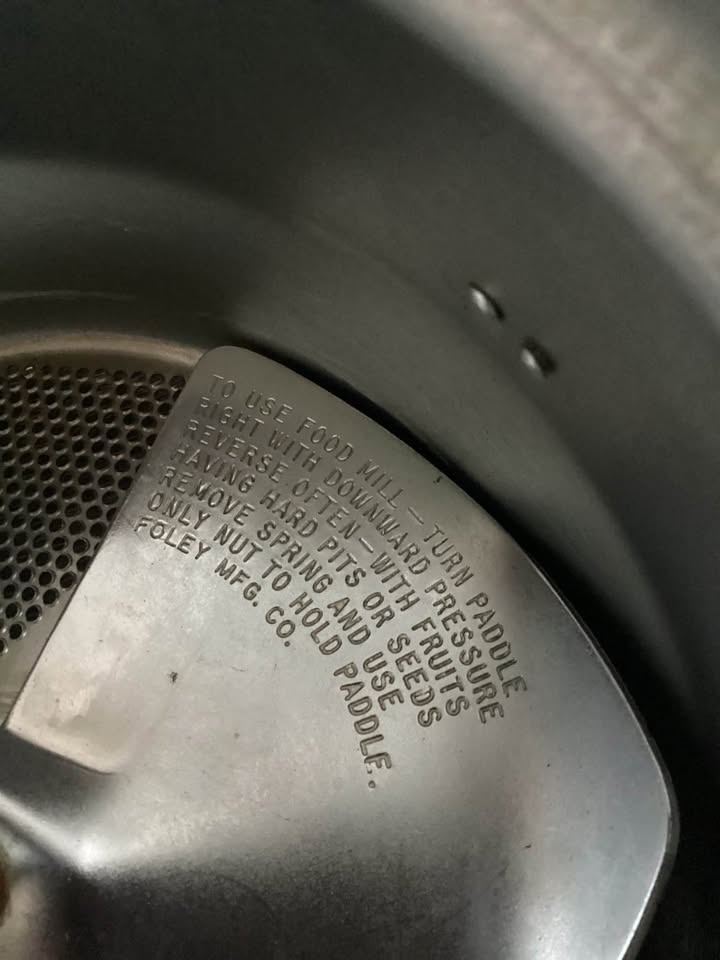 TO USE FOOD MILL — TURN PADDLE
RIGHT WITH DOWNWARD PRESSURE
REVERSE OFTEN — WITH FRUITS
HAVING HARD PITS OR SEEDS
REMOVE SPRING AND USE
ONLY NUT TO HOLD PADDLE.
FOLEY MFG. CO.